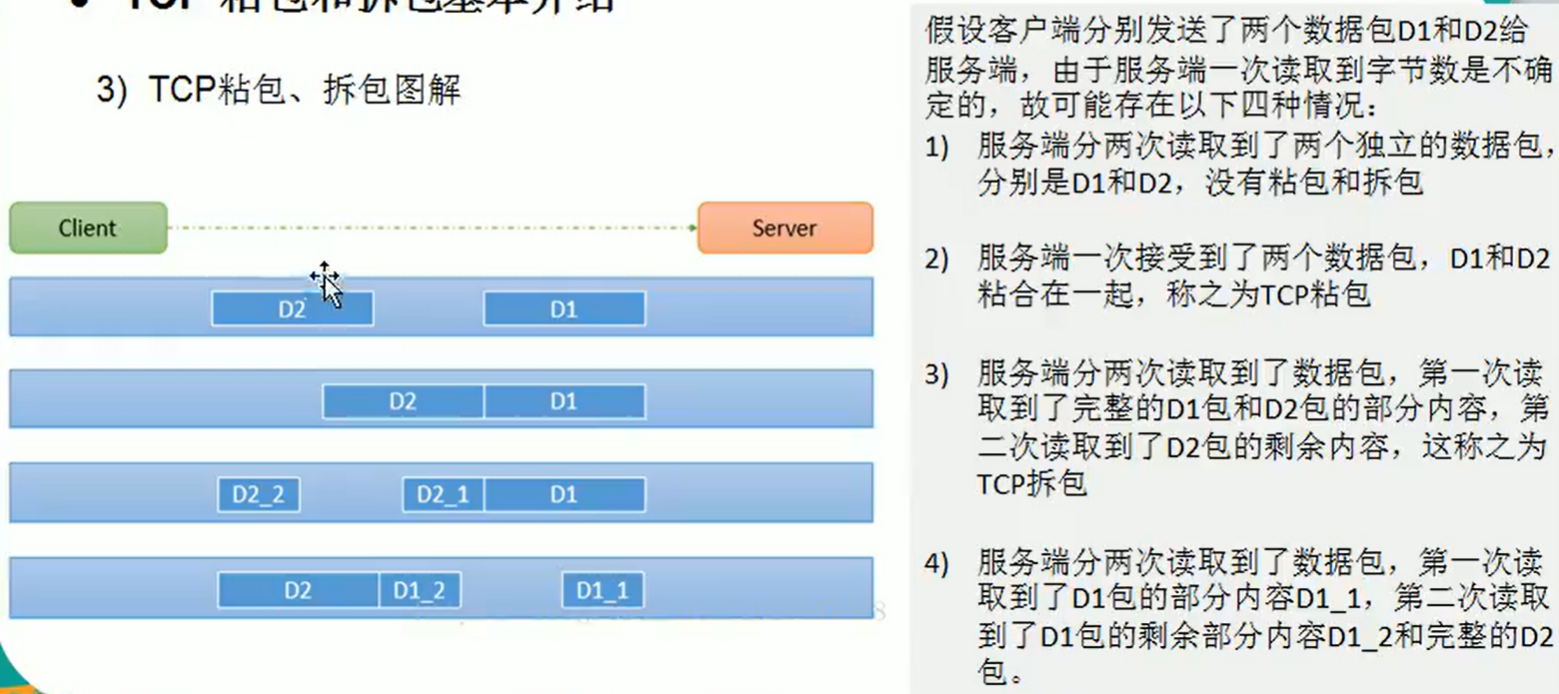 ● TCP 粘包和拆包基本介绍
3) TCP粘包、拆包图解
Client
Server
D2
D1
D2
D1
D2_2
D2_1
D1
D2
D1_2
D1_1
8
假设客户端分别发送了两个数据包D1和D2给
服务端，由于服务端一次读取到字节数是不确
定的，故可能存在以下四种情况：
1) 服务端分两次读取到了两个独立的数据包，
分别是D1和D2，没有粘包和拆包
2) 服务端一次接受到了两个数据包，D1和D2
粘合在一起，称之为TCP粘包
3) 服务端分两次读取到了数据包，第一次读
取到了完整的D1包和D2包的部分内容，第
二次读取到了D2包的剩余内容，这称之为
TCP拆包
4) 服务端分两次读取到了数据包，第一次读
取到了D1包的部分内容D1_1，第二次读取
到了D1包的剩余部分内容D1_2和完整的D2
包。